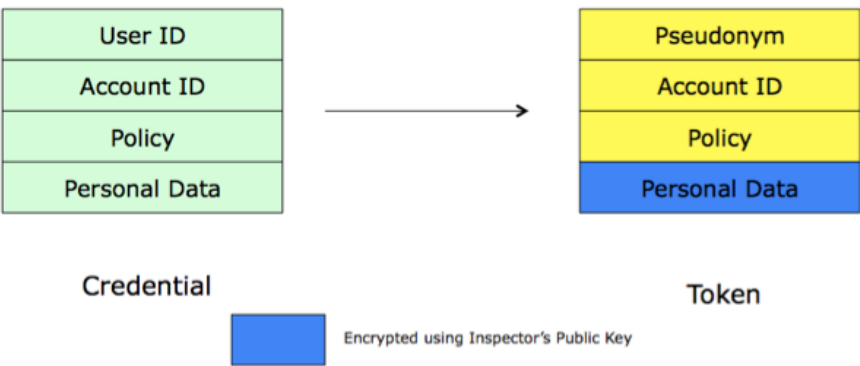 User ID
Account ID
Policy
Personal Data
Pseudonym
Account ID
Policy
Personal Data
Credential
Token
Encrypted using Inspector's Public Key